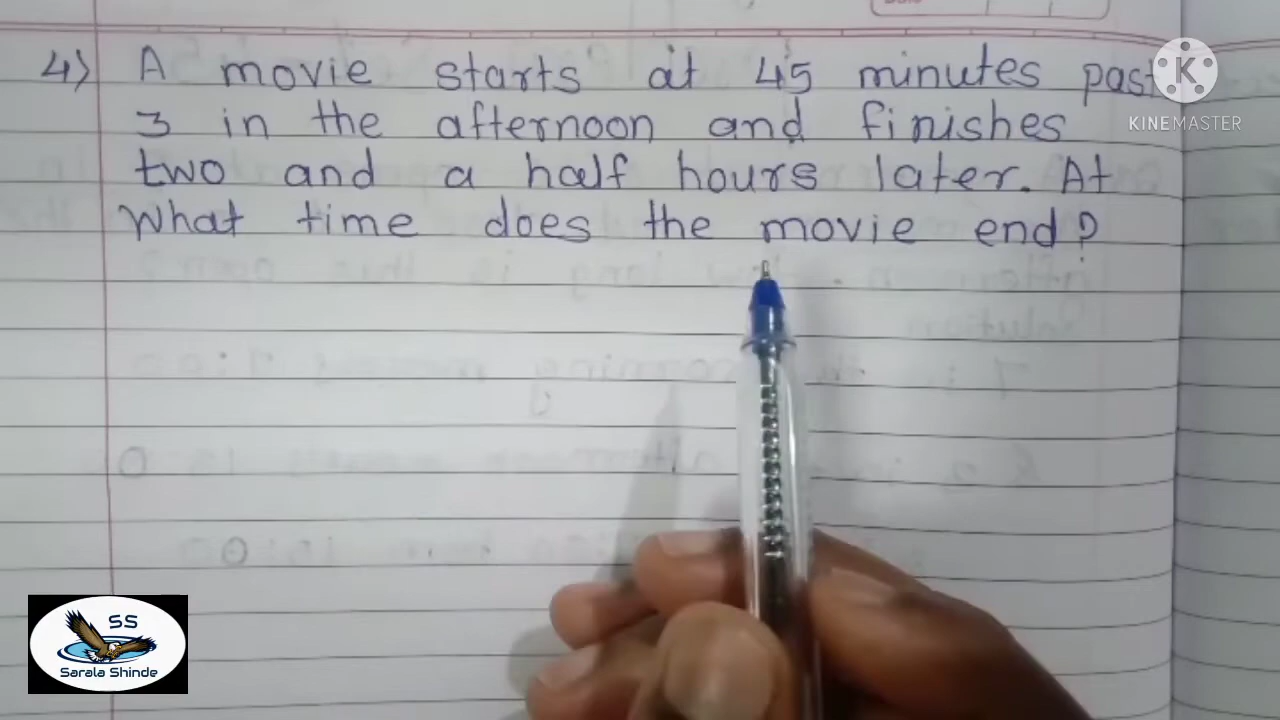 4) A movie starts at 45 minutes past
3 in the afternoon and finishes
two and a half hours later. At
What time does the movie end?
K
KINEMASTER
SS
Sarala Shinde